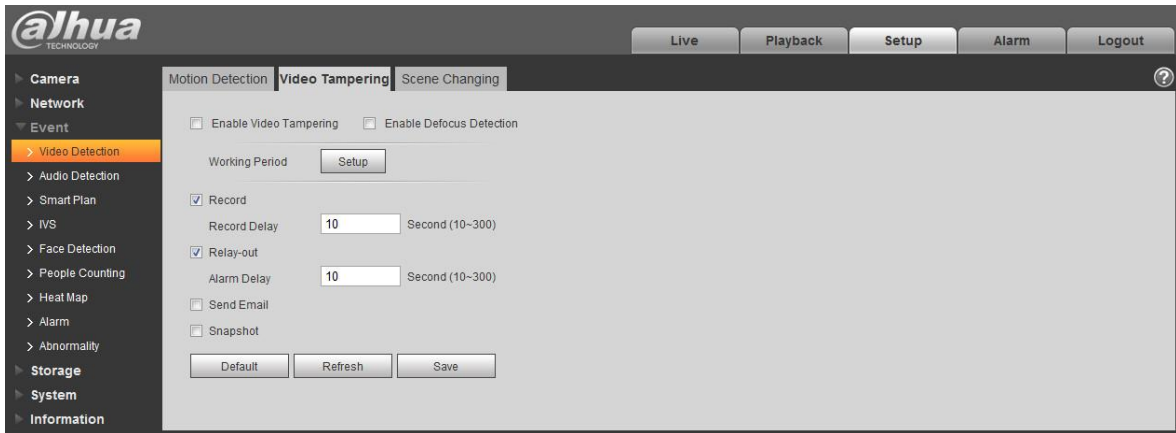 alhua
TECHNOLOGY
Live Playback Setup Alarm Logout
Camera
Network
Event
Video Detection
Audio Detection
Smart Plan
IVS
Face Detection
People Counting
Heat Map
Alarm
Abnormality
Storage
System
Information
Motion Detection Video Tampering Scene Changing
?
Enable Video Tampering Enable Defocus Detection
Working Period Setup
Record
Record Delay 10 Second (10~300)
Relay-out
Alarm Delay 10 Second (10~300)
Send Email
Snapshot
Default Refresh Save